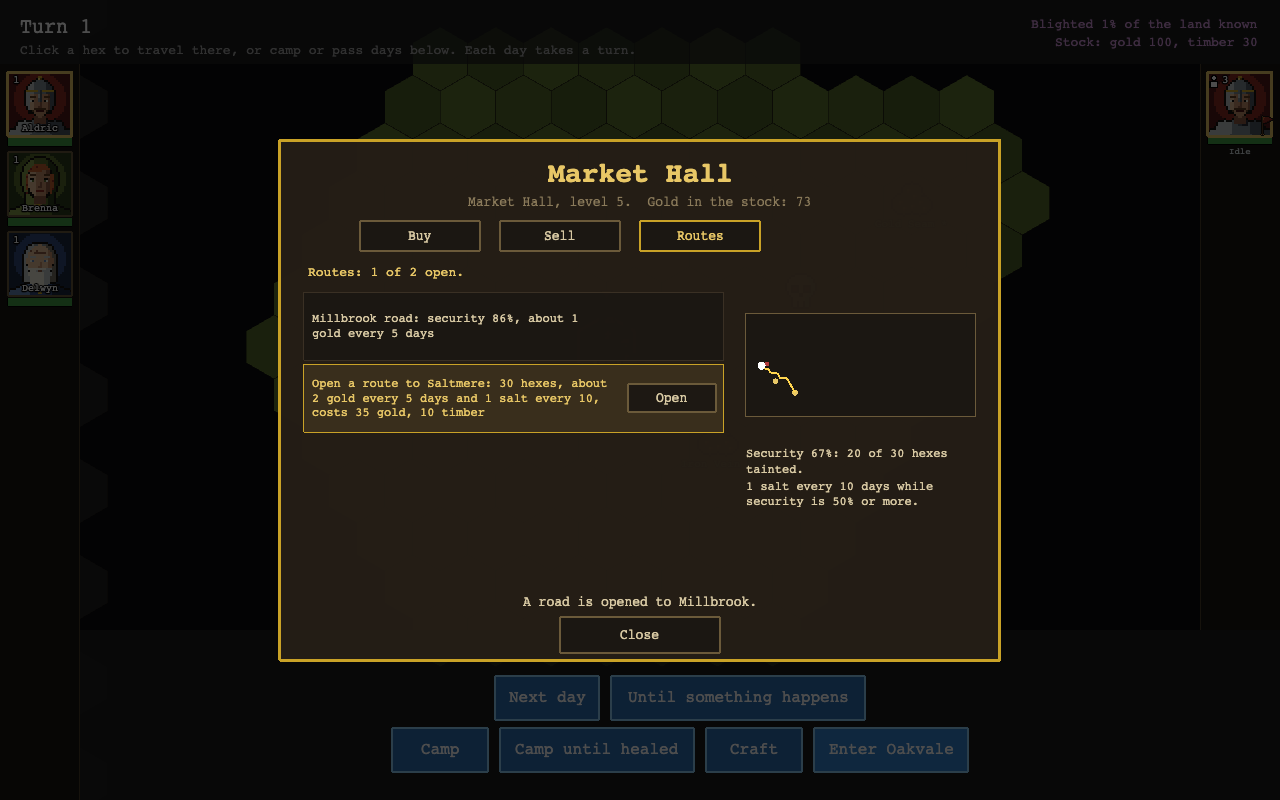 Turn 1
Click a hex to travel there, or camp or pass days below. Each day takes a turn.
Blighted 1% of the land known
Stock: gold 100, timber 30
1
Aldric
1
Brenna
1
Delwyn
3
Idle
Market Hall
Market Hall, level 5. Gold in the stock: 73
Buy
Sell
Routes
Routes: 1 of 2 open.
Millbrook road: security 86%, about 1
gold every 5 days
Open a route to Saltmere: 30 hexes, about
2 gold every 5 days and 1 salt every 10,
costs 35 gold, 10 timber
Open
Security 67%: 20 of 30 hexes
tainted.
1 salt every 10 days while
security is 50% or more.
A road is opened to Millbrook.
Close
Next day
Until something happens
Camp
Camp until healed
Craft
Enter Oakvale